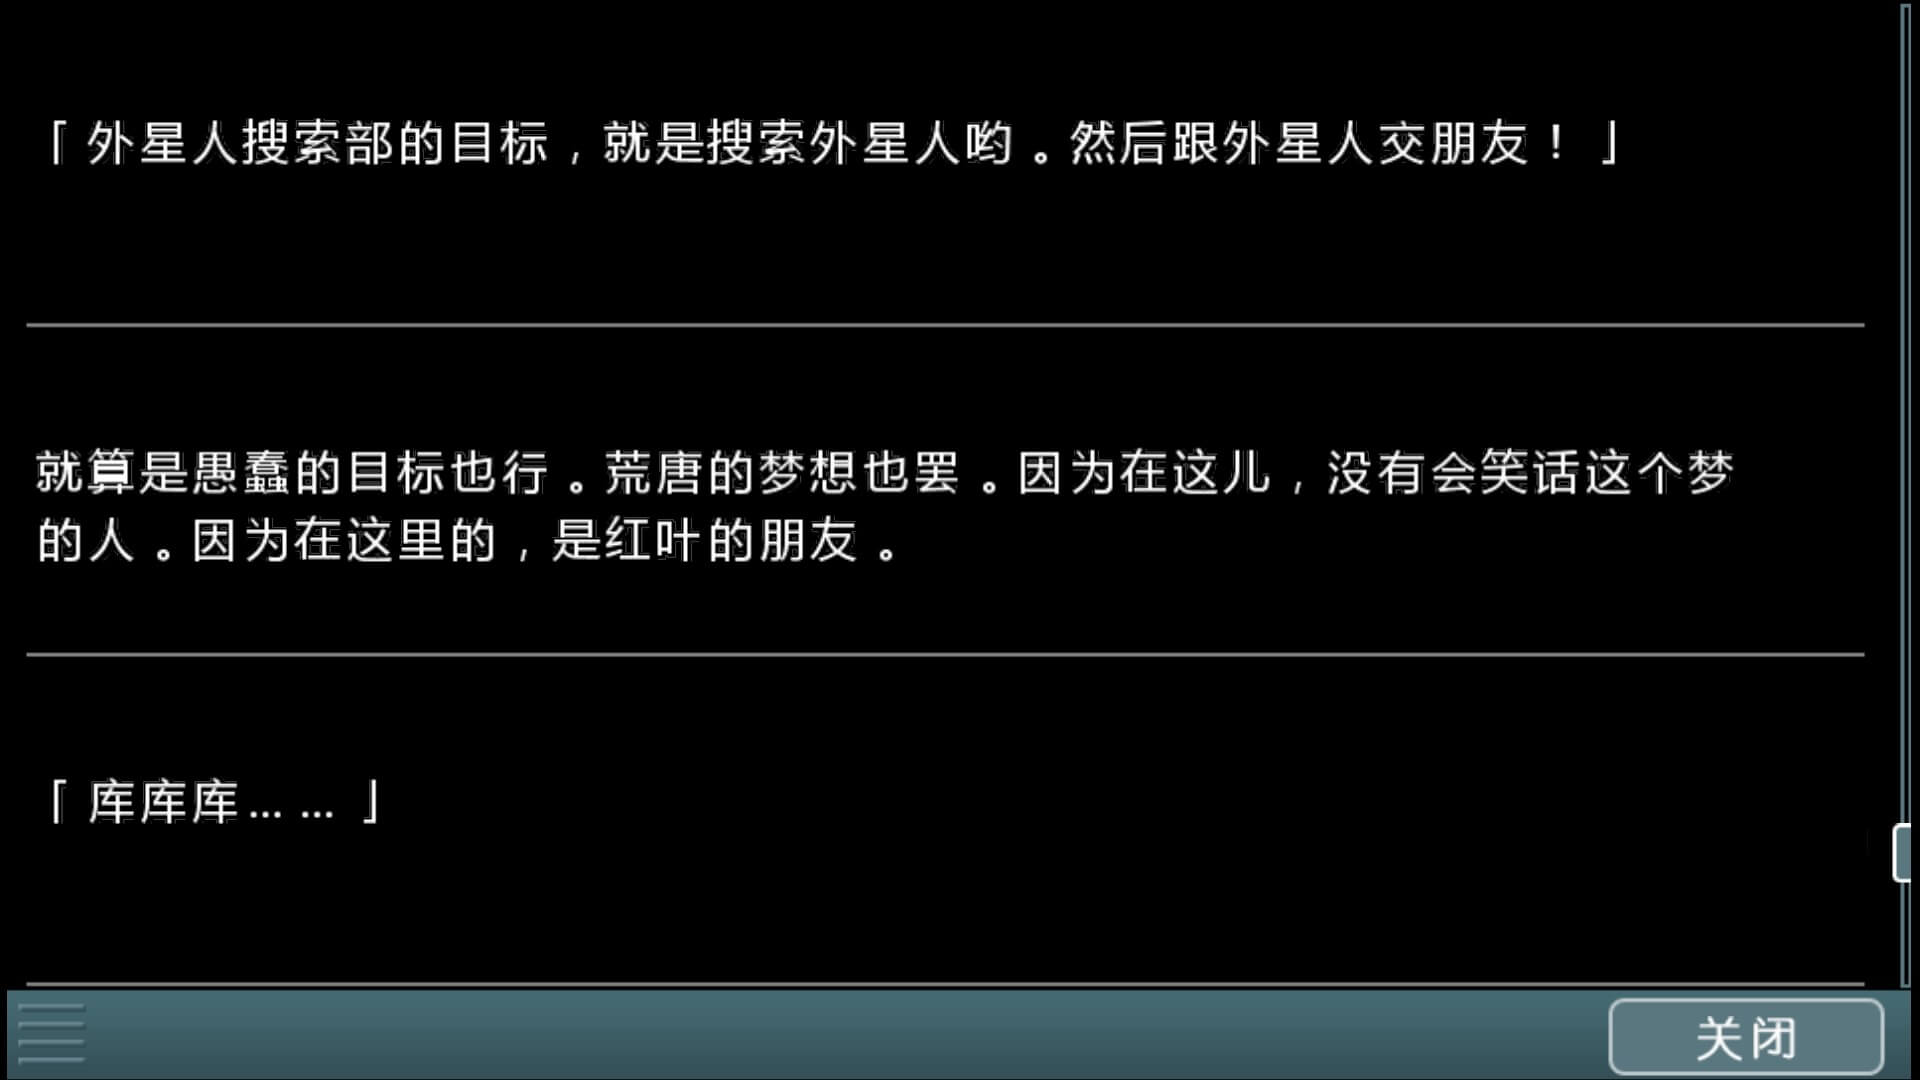 「外星人搜索部的目标，就是搜索外星人哟。然后跟外星人交朋友！」
就算是愚蠢的目标也行。荒唐的梦想也罢。因为在这儿，没有会笑话这个梦
的人。因为在这里的，是红叶的朋友。
「库库库……」
关闭